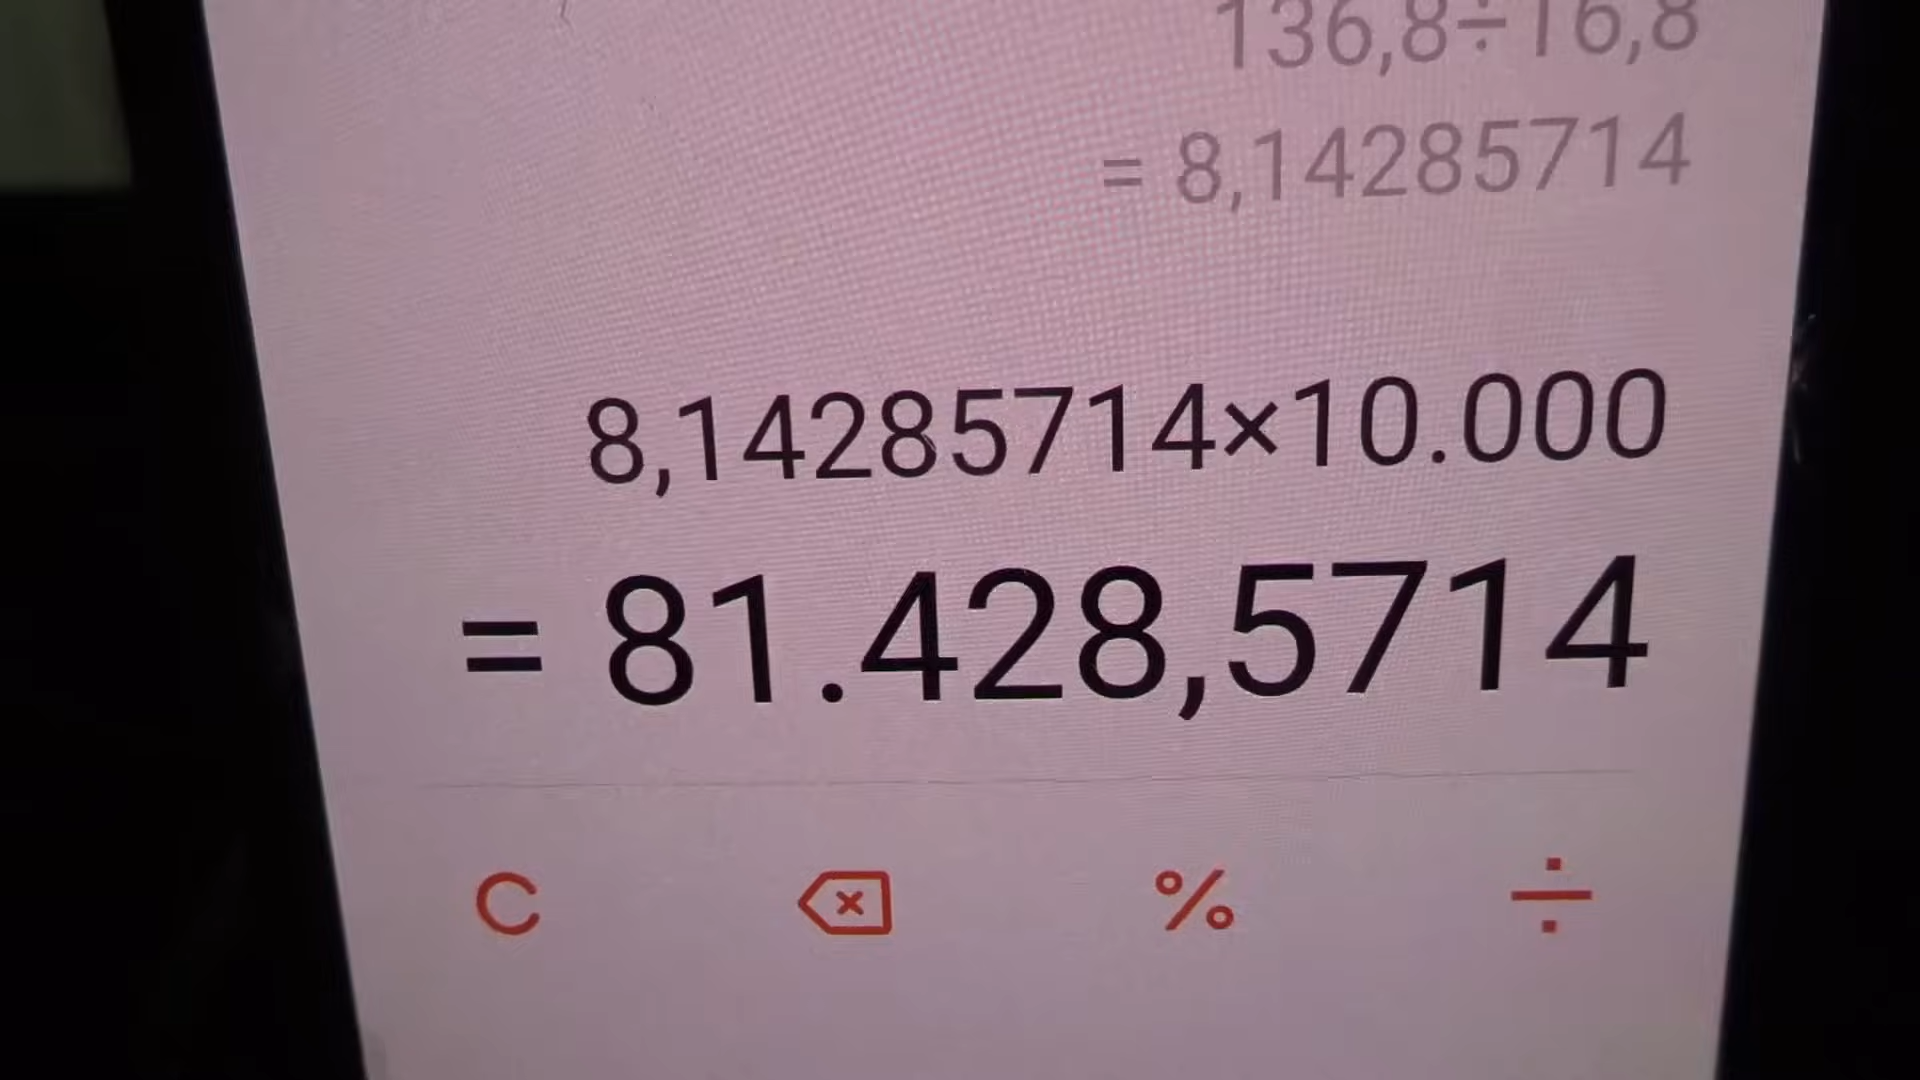 136,8÷16,8
= 8,14285714
8,14285714×10.000
= 81.428,5714
C % ÷